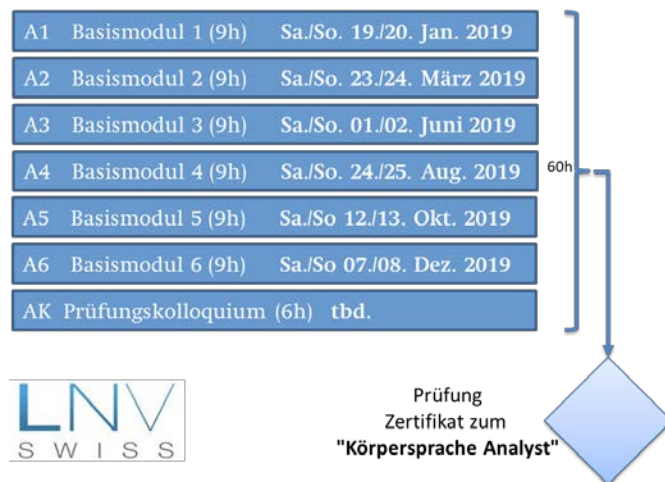 A1 Basismodul 1 (9h) Sa./So. 19./20. Jan. 2019
A2 Basismodul 2 (9h) Sa./So. 23./24. März 2019
A3 Basismodul 3 (9h) Sa./So. 01./02. Juni 2019
A4 Basismodul 4 (9h) Sa./So. 24./25. Aug. 2019
60h
A5 Basismodul 5 (9h) Sa./So 12./13. Okt. 2019
A6 Basismodul 6 (9h) Sa./So 07./08. Dez. 2019
AK Prüfungskolloquium (6h) tbd.
LNV
SWISS
Prüfung
Zertifikat zum
"Körpersprache Analyst"